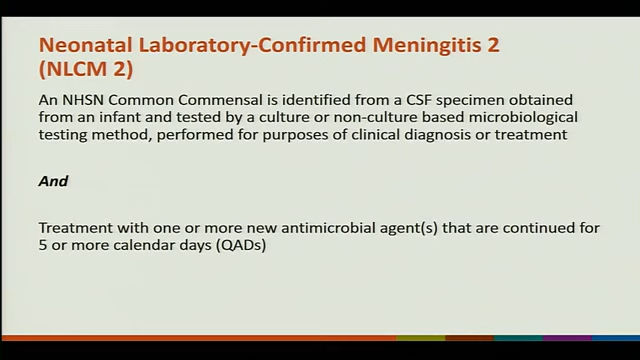 Neonatal Laboratory-Confirmed Meningitis 2
(NLCM 2)
An NHSN Common Commensal is identified from a CSF specimen obtained
from an infant and tested by a culture or non-culture based microbiological
testing method, performed for purposes of clinical diagnosis or treatment
And
Treatment with one or more new antimicrobial agent(s) that are continued for
5 or more calendar days (QADs)